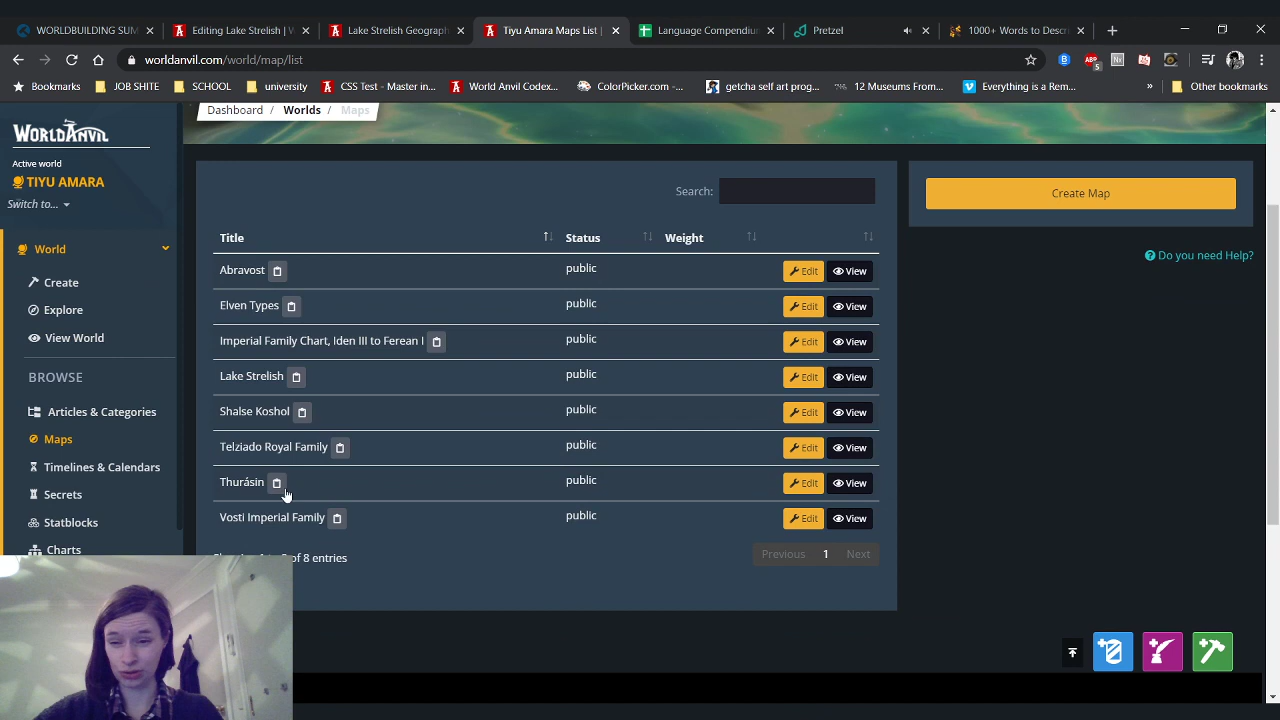 WORLDBUILDING SUM
Editing Lake Strelish | W
Lake Strelish Geograph
Tiyu Amara Maps List |
Language Compendium
Pretzel
1000+ Words to Describ
worldanvil.com/world/map/list
Bookmarks
JOB SHITE
SCHOOL
university
CSS Test - Master in...
World Anvil Codex...
ColorPicker.com -...
getcha self art prog...
12 Museums From...
Everything is a Rem...
»
Other bookmarks
Dashboard / Worlds / Maps
WORLDANVIL
Active world
TIYU AMARA
Switch to...
World
Create
Explore
View World
BROWSE
Articles & Categories
Maps
Timelines & Calendars
Secrets
Statblocks
Charts
Search:
Title Status Weight
Abravost public Edit View
Elven Types public Edit View
Imperial Family Chart, Iden III to Ferean I public Edit View
Lake Strelish public Edit View
Shalse Koshol public Edit View
Telziado Royal Family public Edit View
Thurásin public Edit View
Vosti Imperial Family public Edit View
of 8 entries
Previous 1 Next
Create Map
Do you need Help?